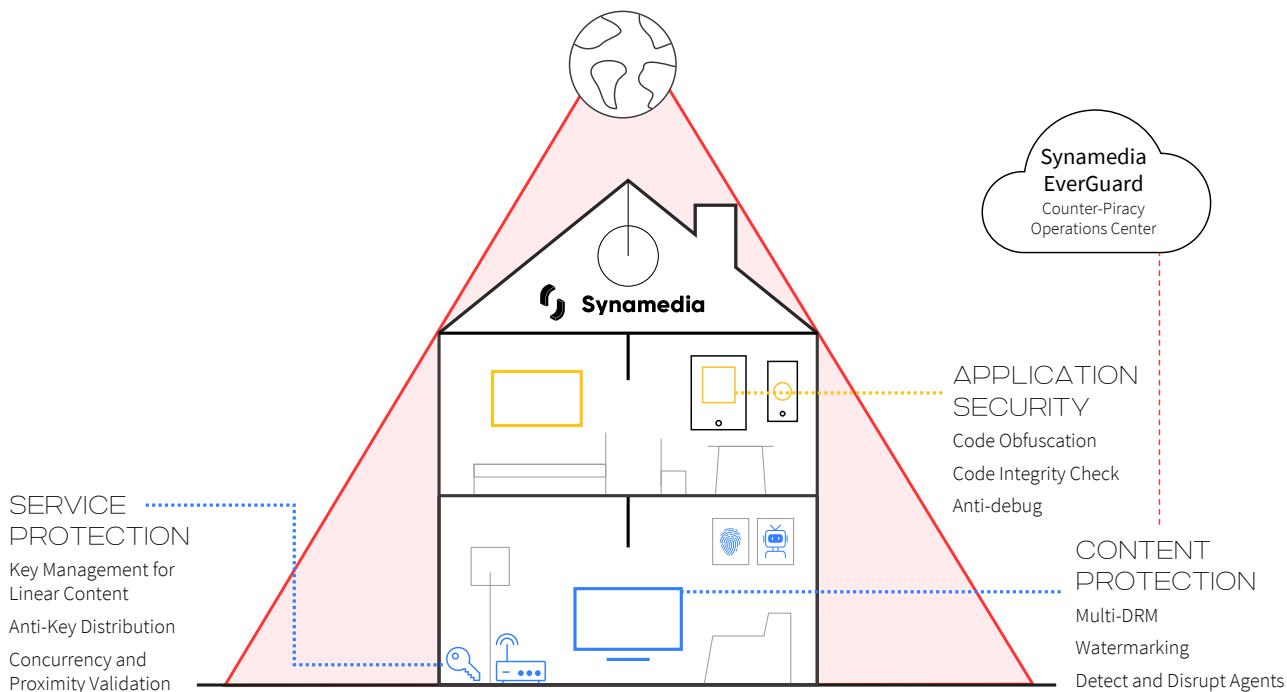 Synamedia
EverGuard
Counter-Piracy
Operations Center
Synamedia
APPLICATION
SECURITY
Code Obfuscation
Code Integrity Check
Anti-debug
SERVICE
PROTECTION
Key Management for
Linear Content
Anti-Key Distribution
Concurrency and
Proximity Validation
CONTENT
PROTECTION
Multi-DRM
Watermarking
Detect and Disrupt Agents